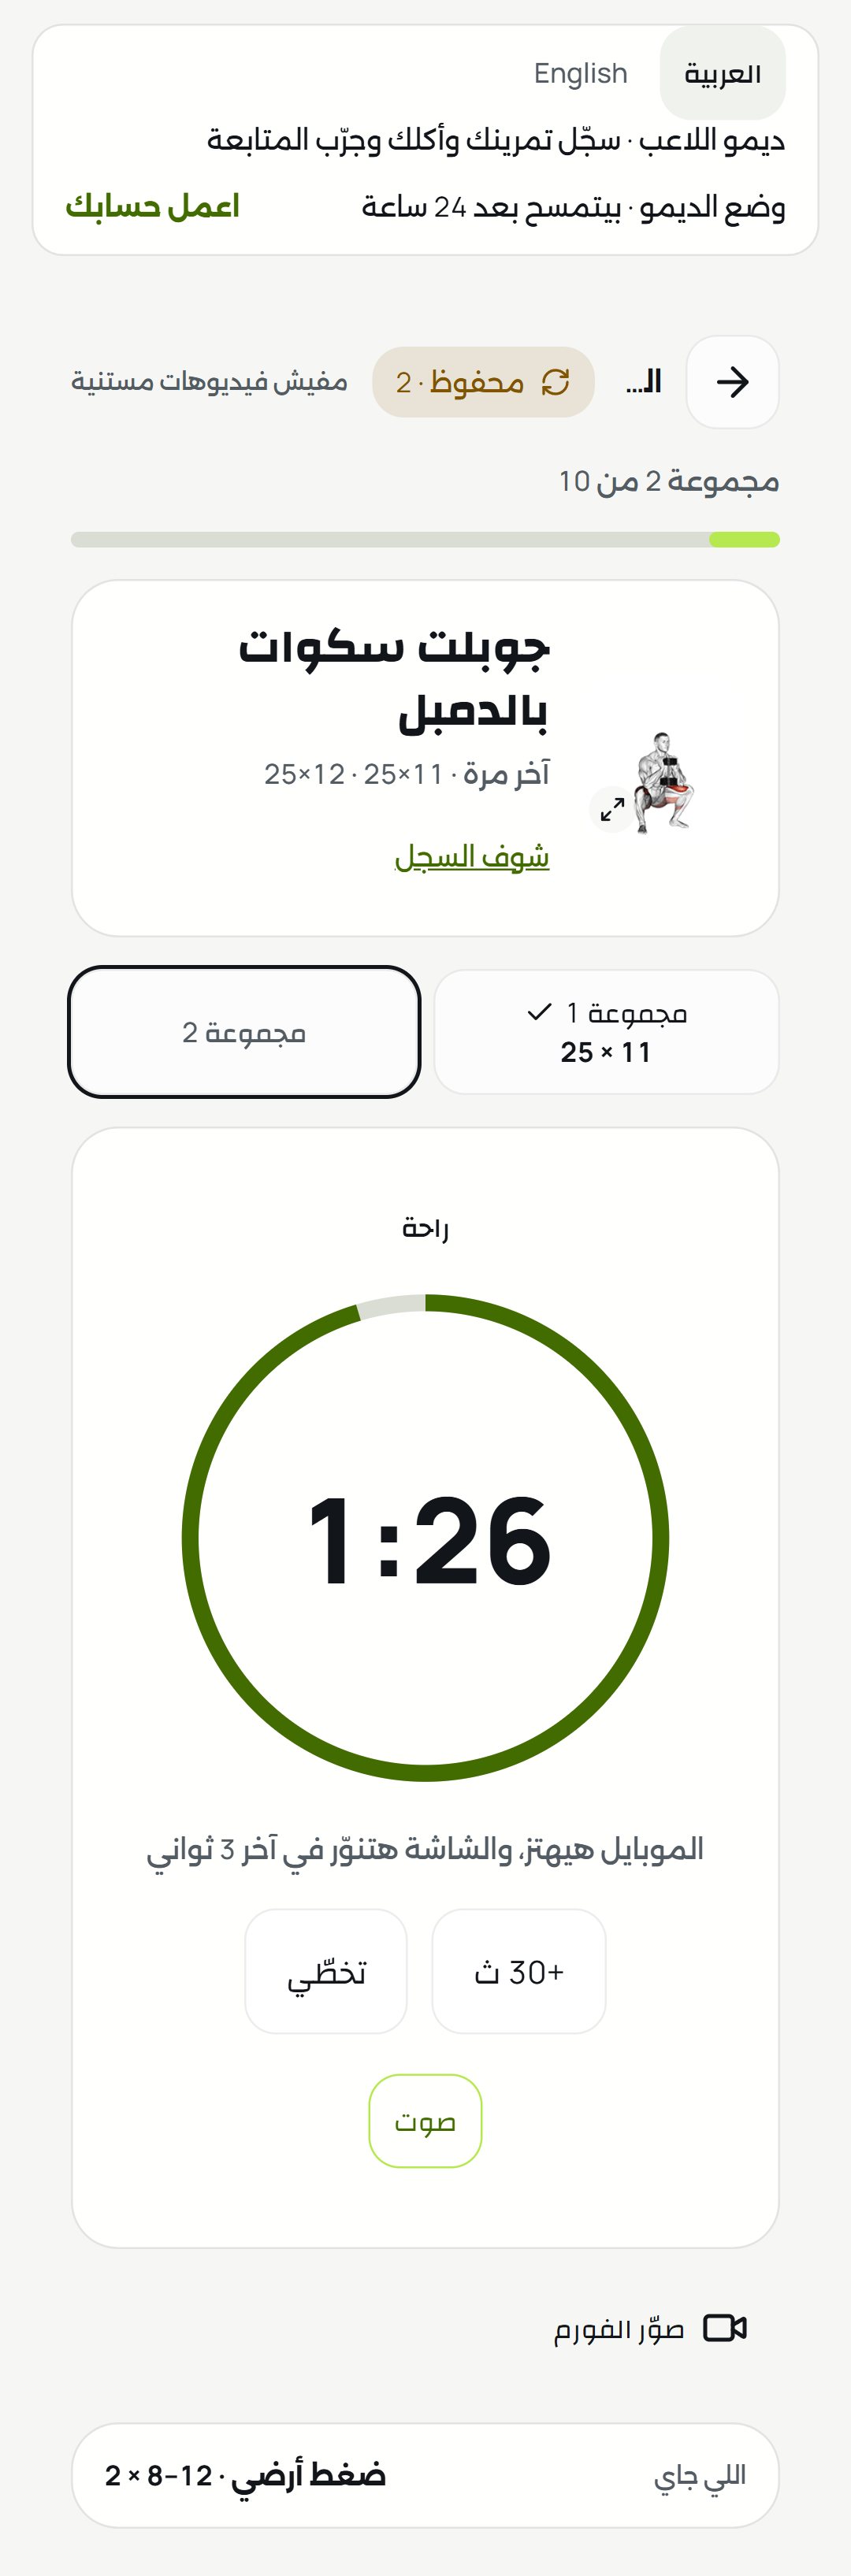 العربية English
ديمو اللاعب · سجّل تمرينك وأكلك وجرّب المتابعة
وضع الديمو · بيتمسح بعد 24 ساعة اعمل حسابك
الـ... محفوظ · 2 مفيش فيديوهات مستنية
مجموعة 2 من 10
جوبلت سكوات
بالدمبل
آخر مرة · 11×25 · 12×25
شوف السجل
مجموعة 1
11 × 25
مجموعة 2
راحة
1:26
الموبايل هيهتز، والشاشة هتنوّر في آخر 3 ثواني
+30 ث تخطّي
صوت
صوّر الفورم
اللي جاي ضغط أرضي · 12–8 × 2